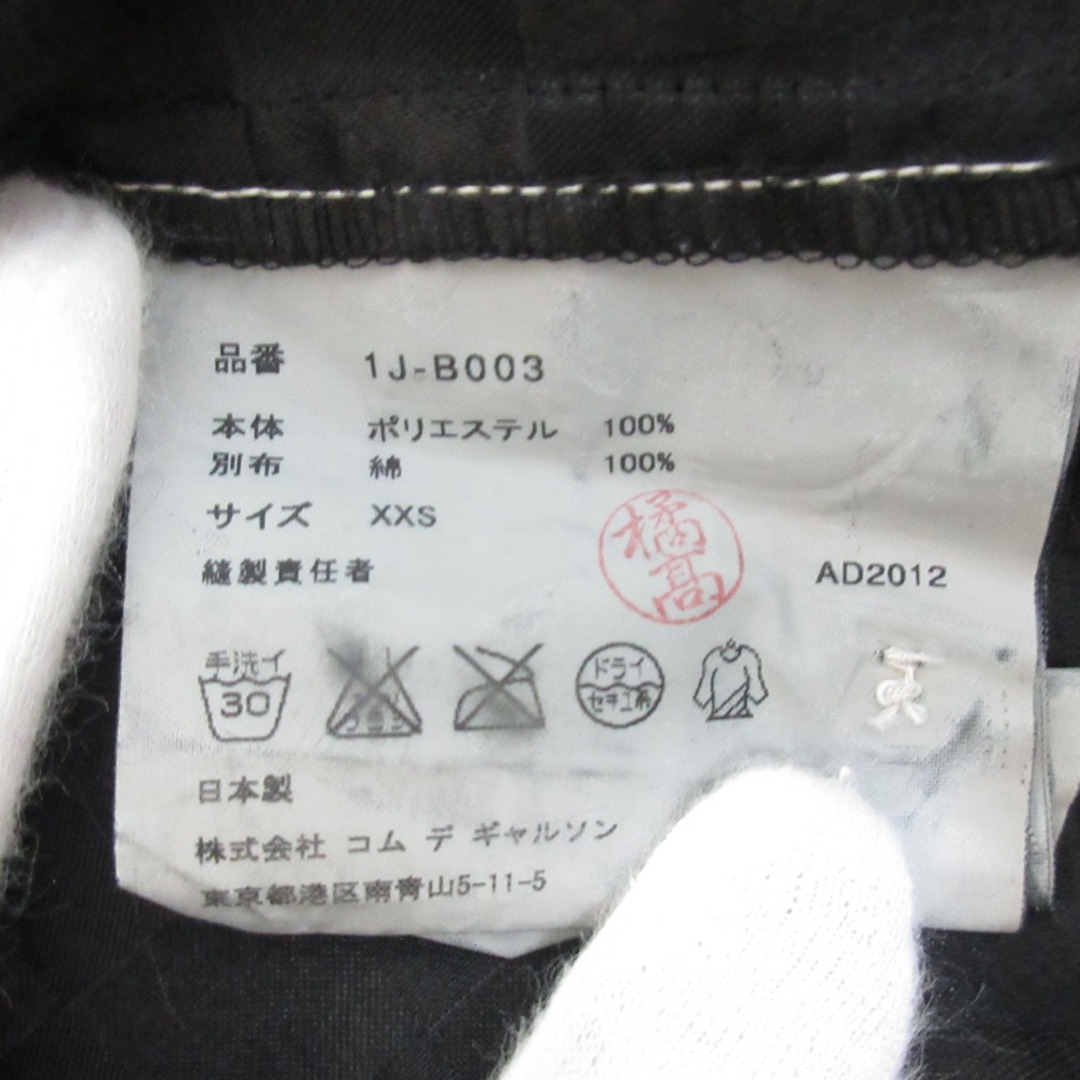 品番 1J-B003
本体 ポリエステル 100%
別布 綿 100%
サイズ XXS
縫製責任者 橘高 AD2012
手洗イ
30
ドライ
セキユ系
日本製
株式会社 コム デ ギャルソン
東京都港区南青山5-11-5